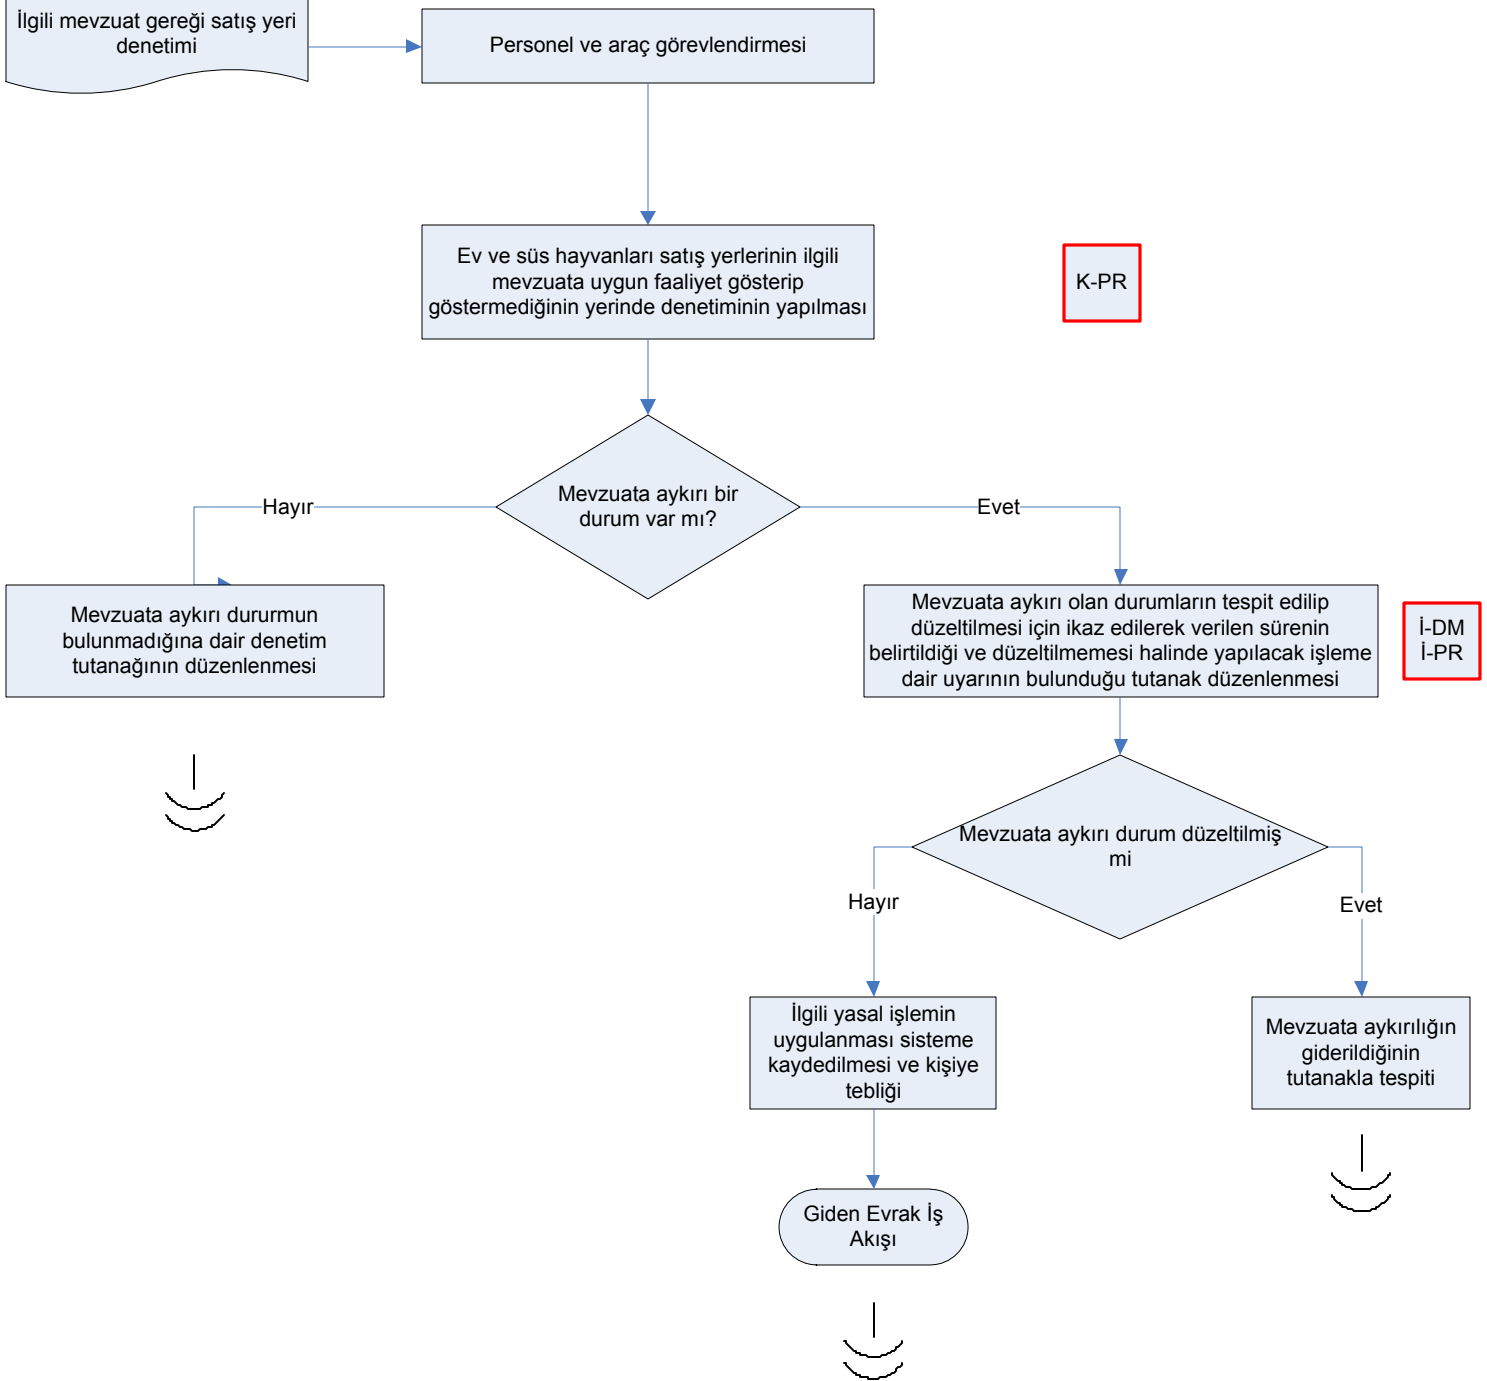 İlgili mevzuat gereği satış yeri
denetimi
Personel ve araç görevlendirmesi
Ev ve süs hayvanları satış yerlerinin ilgili
mevzuata uygun faaliyet gösterip
göstermediğinin yerinde denetiminin yapılması
K-PR
Mevzuata aykırı bir
durum var mı?
Hayır
Evet
Mevzuata aykırı dururmun
bulunmadığına dair denetim
tutanağının düzenlenmesi
Mevzuata aykırı olan durumların tespit edilip
düzeltilmesi için ikaz edilerek verilen sürenin
belirtildiği ve düzeltilmemesi halinde yapılacak işleme
dair uyarının bulunduğu tutanak düzenlenmesi
İ-DM
İ-PR
Mevzuata aykırı durum düzeltilmiş
mi
Hayır
Evet
İlgili yasal işlemin
uygulanması sisteme
kaydedilmesi ve kişiye
tebliği
Mevzuata aykırılığın
giderildiğinin
tutanakla tespiti
Giden Evrak İş
Akışı